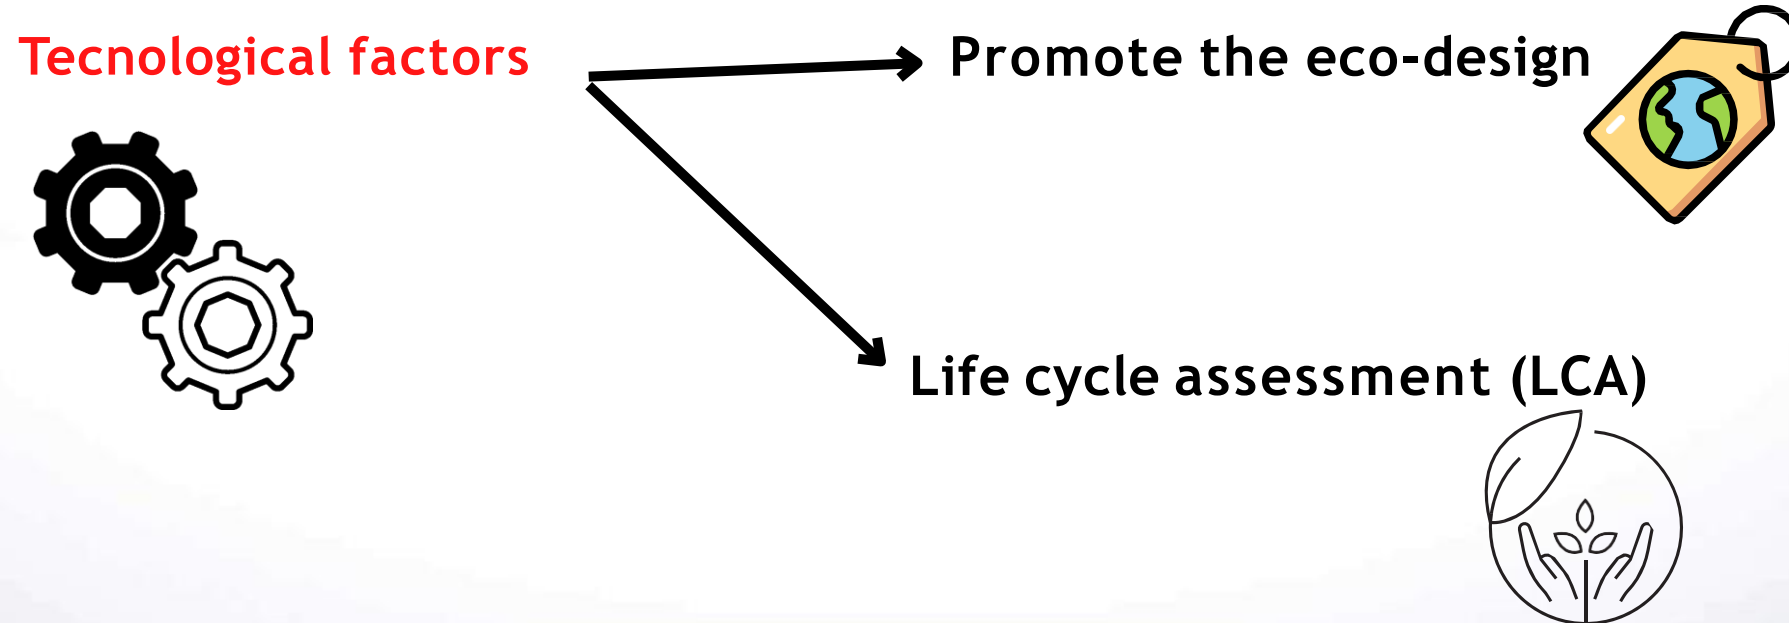 Tecnological factors
Promote the eco-design
Life cycle assessment (LCA)